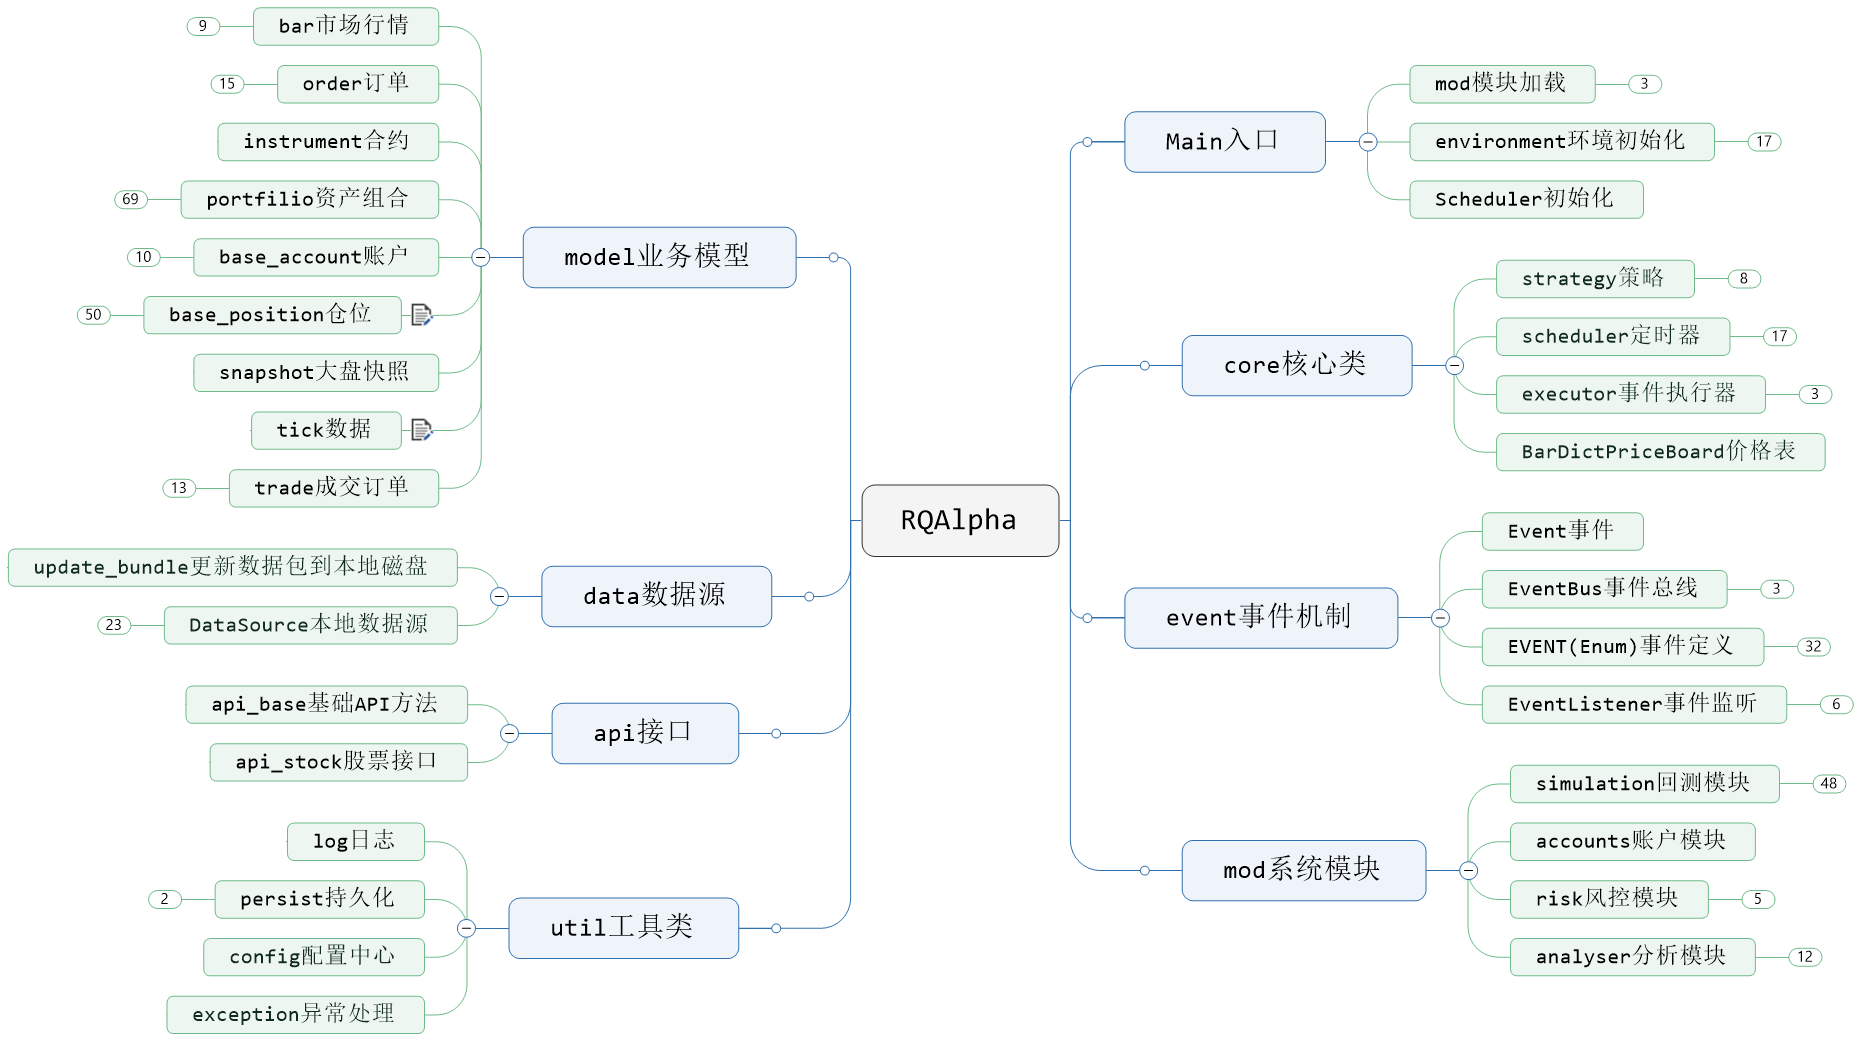 RQAlpha
Main入口
mod模块加载
3
environment环境初始化
17
Scheduler初始化
core核心类
strategy策略
8
scheduler定时器
17
executor事件执行器
3
BarDictPriceBoard价格表
event事件机制
Event事件
EventBus事件总线
3
EVENT(Enum)事件定义
32
EventListener事件监听
6
mod系统模块
simulation回测模块
48
accounts账户模块
risk风控模块
5
analyser分析模块
12
model业务模型
9
bar市场行情
15
order订单
instrument合约
69
portfilio资产组合
10
base_account账户
50
base_position仓位
snapshot大盘快照
tick数据
13
trade成交订单
data数据源
update_bundle更新数据包到本地磁盘
23
DataSource本地数据源
api接口
api_base基础API方法
api_stock股票接口
util工具类
log日志
2
persist持久化
config配置中心
exception异常处理